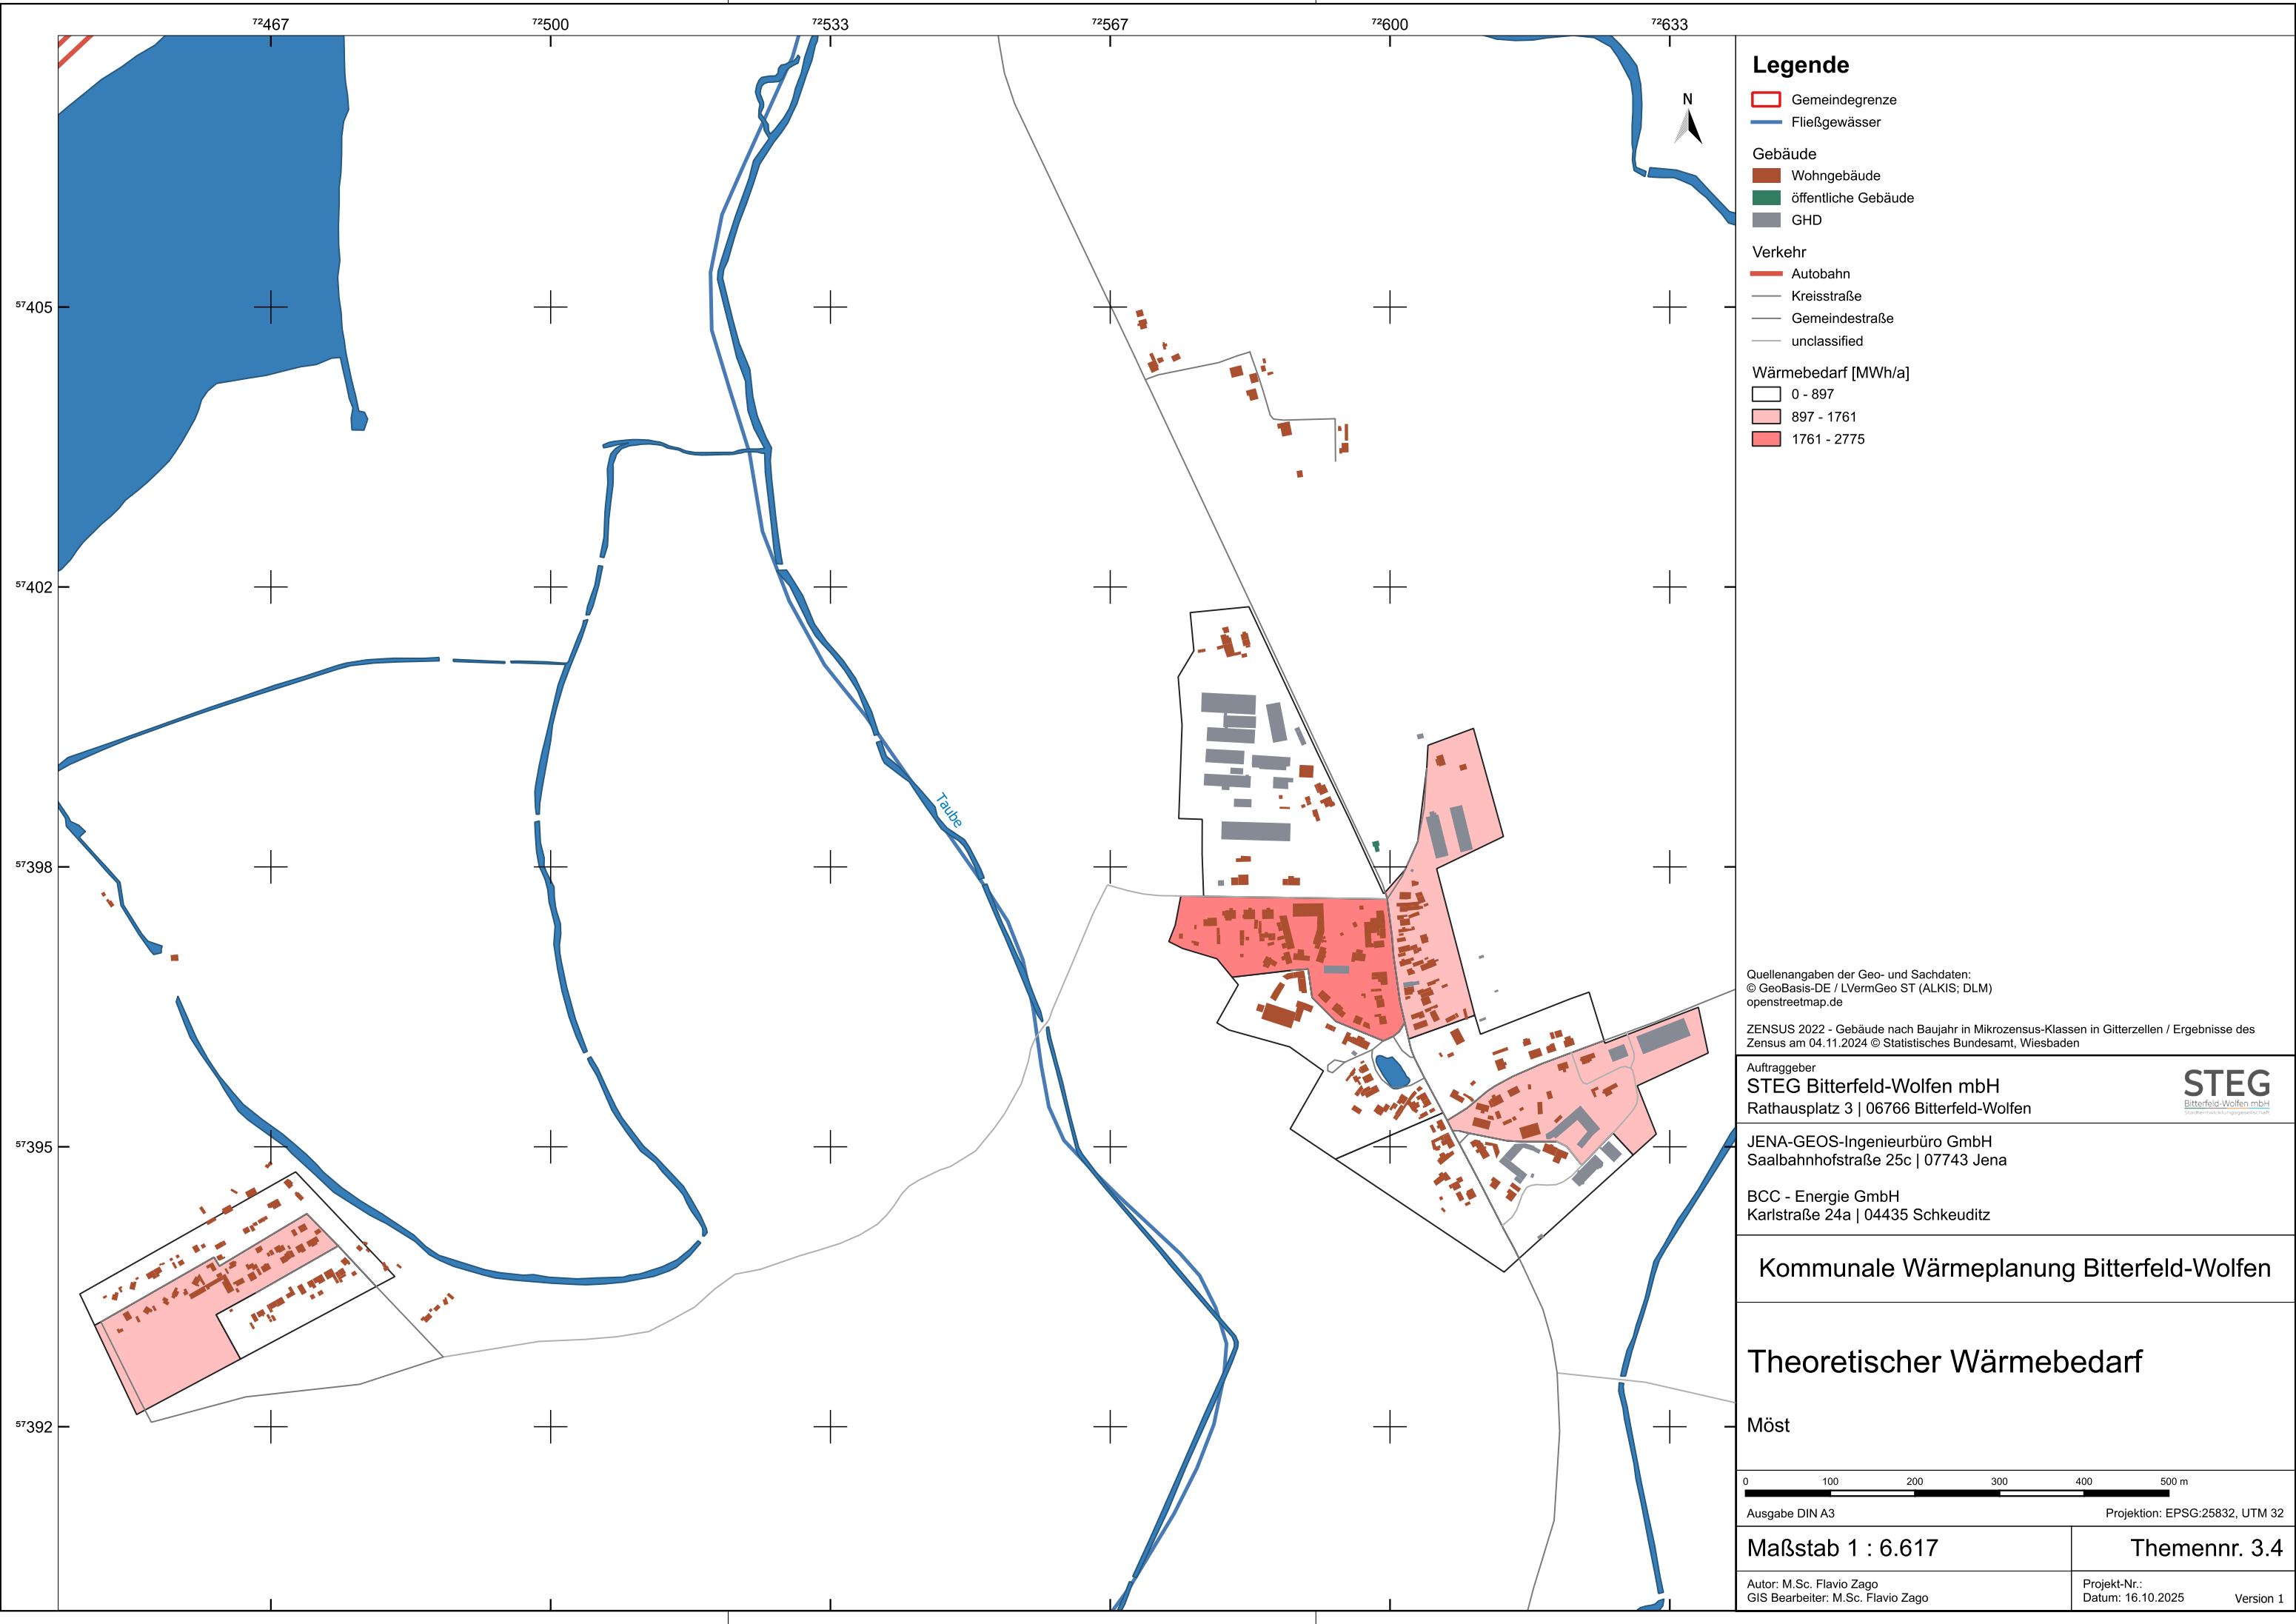 72467 72500 72533 72567 72600 72633
57405
57402
57398
57395
57392
Taube
N
Legende
Gemeindegrenze
Fließgewässer
Gebäude
Wohngebäude
öffentliche Gebäude
GHD
Verkehr
Autobahn
Kreisstraße
Gemeindestraße
unclassified
Wärmebedarf [MWh/a]
0 - 897
897 - 1761
1761 - 2775
Quellenangaben der Geo- und Sachdaten:
© GeoBasis-DE / LVermGeo ST (ALKIS; DLM)
openstreetmap.de
ZENSUS 2022 - Gebäude nach Baujahr in Mikrozensus-Klassen in Gitterzellen / Ergebnisse des
Zensus am 04.11.2024 © Statistisches Bundesamt, Wiesbaden
Auftraggeber
STEG Bitterfeld-Wolfen mbH
Rathausplatz 3 | 06766 Bitterfeld-Wolfen
STEG
Bitterfeld-Wolfen mbH
Stadtentwicklungsgesellschaft
JENA-GEOS-Ingenieurbüro GmbH
Saalbahnhofstraße 25c | 07743 Jena
BCC - Energie GmbH
Karlstraße 24a | 04435 Schkeuditz
Kommunale Wärmeplanung Bitterfeld-Wolfen
Theoretischer Wärmebedarf
Möst
0 100 200 300 400 500 m
Ausgabe DIN A3 Projektion: EPSG:25832, UTM 32
Maßstab 1 : 6.617 Themennr. 3.4
Autor: M.Sc. Flavio Zago Projekt-Nr.:
GIS Bearbeiter: M.Sc. Flavio Zago Datum: 16.10.2025 Version 1